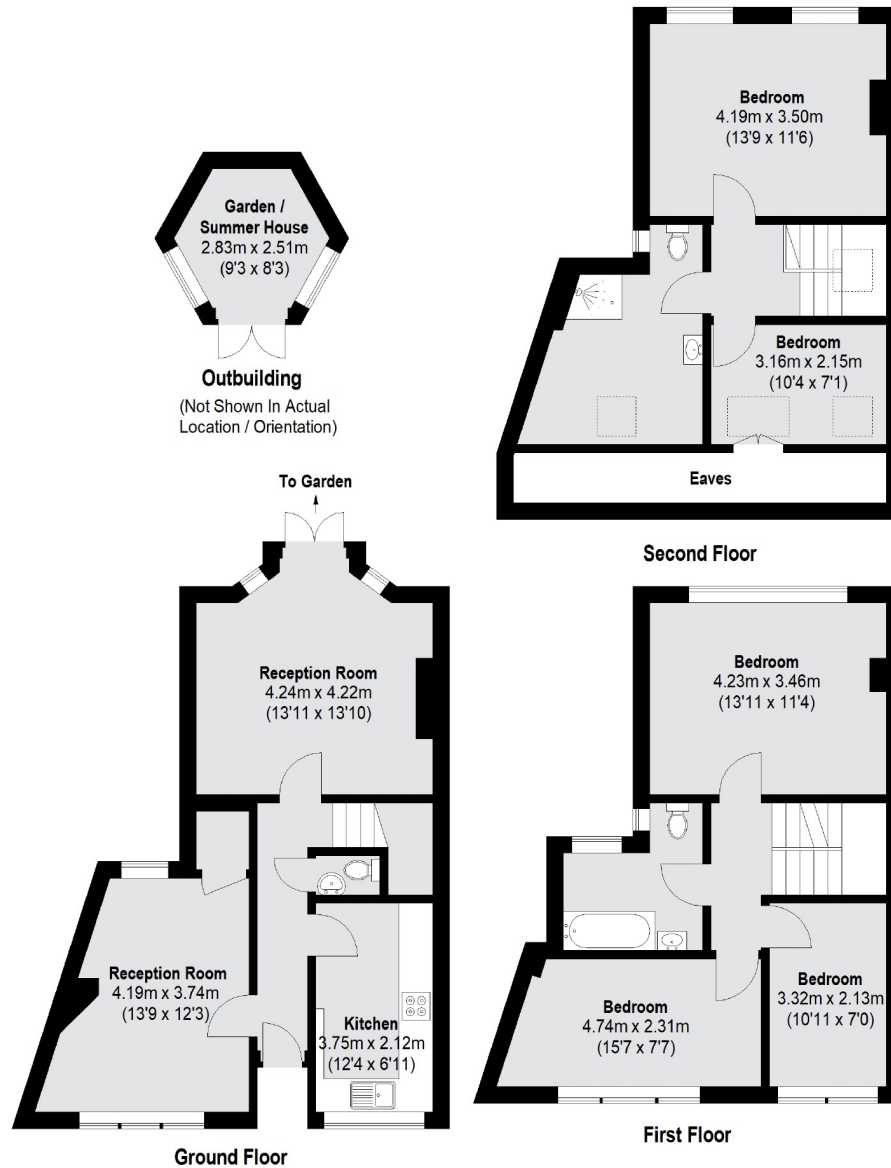 Bedroom
4.19m x 3.50m
(13'9 x 11'6)
Garden /
Summer House
2.83m x 2.51m
(9'3 x 8'3)
Outbuilding
(Not Shown In Actual
Location / Orientation)
Bedroom
3.16m x 2.15m
(10'4 x 7'1)
Eaves
Second Floor
To Garden
Reception Room
4.24m x 4.22m
(13'11 x 13'10)
Reception Room
4.19m x 3.74m
(13'9 x 12'3)
Kitchen
3.75m x 2.12m
(12'4 x 6'11)
Ground Floor
Bedroom
4.23m x 3.46m
(13'11 x 11'4)
Bedroom
4.74m x 2.31m
(15'7 x 7'7)
Bedroom
3.32m x 2.13m
(10'11 x 7'0)
First Floor